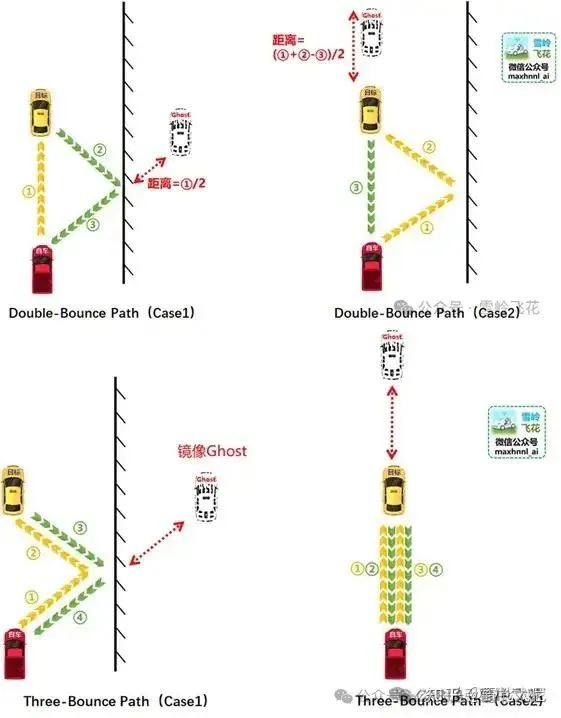 距离=
(①+②-③)/2
Ghost
雪岭
飞花
微信公众号
maxhnnl_ai
目标
Ghost
目标
②
②
距离=①/2
①
③
③
①
自车
自车
公众号·雪岭飞花
Double-Bounce Path（Case1）
Double-Bounce Path（Case2）
Ghost
雪岭
飞花
微信公众号
maxhnnl_ai
镜像Ghost
目标
Ghost
目标
③
②
①②
③④
①
④
自车
自车
公众号
Three-Bounce Path（Case1）
Three-Bounce Path（Case2）